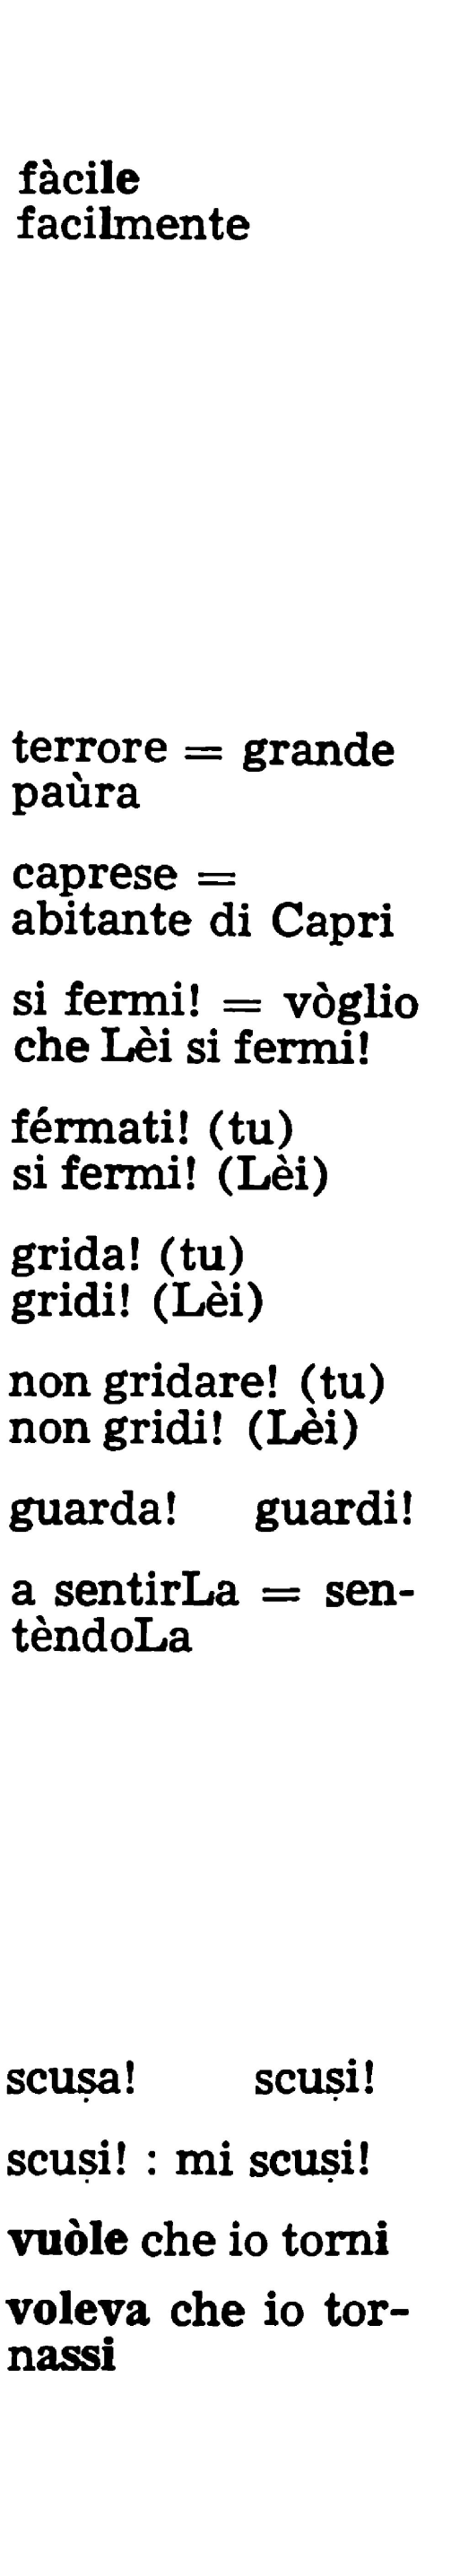 fàcile
facilmente
terrore = grande
paùra
caprese =
abitante di Capri
si fermi! = vòglio
che Lèi si fermi!
férmati! (tu)
si fermi! (Lèi)
grida! (tu)
gridi! (Lèi)
non gridare! (tu)
non gridi! (Lèi)
guarda! guardi!
a sentirLa = sen-
tèndoLa
scuṣa! scuṣi!
scuṣi! : mi scuṣi!
vuòle che io torni
voleva che io tor-
nassi